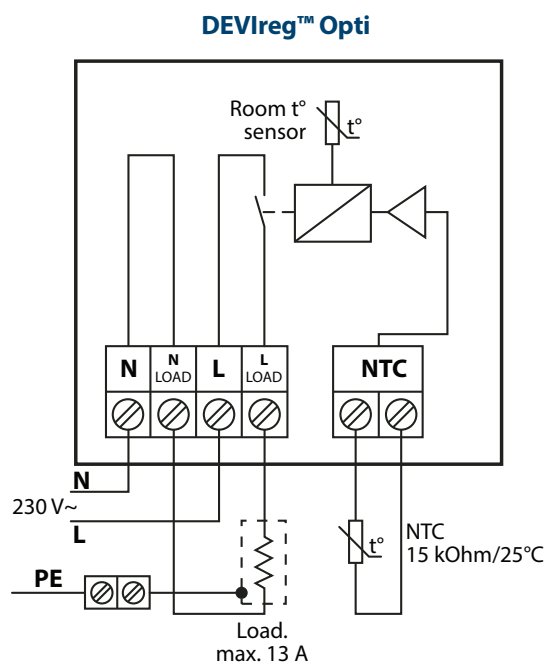 DEVIreg™ Opti
Room t°
sensor
t°
N
N
LOAD
L
L
LOAD
NTC
N
230 V~
L
t°
NTC
15 kOhm/25°C
PE
Load.
max. 13 A